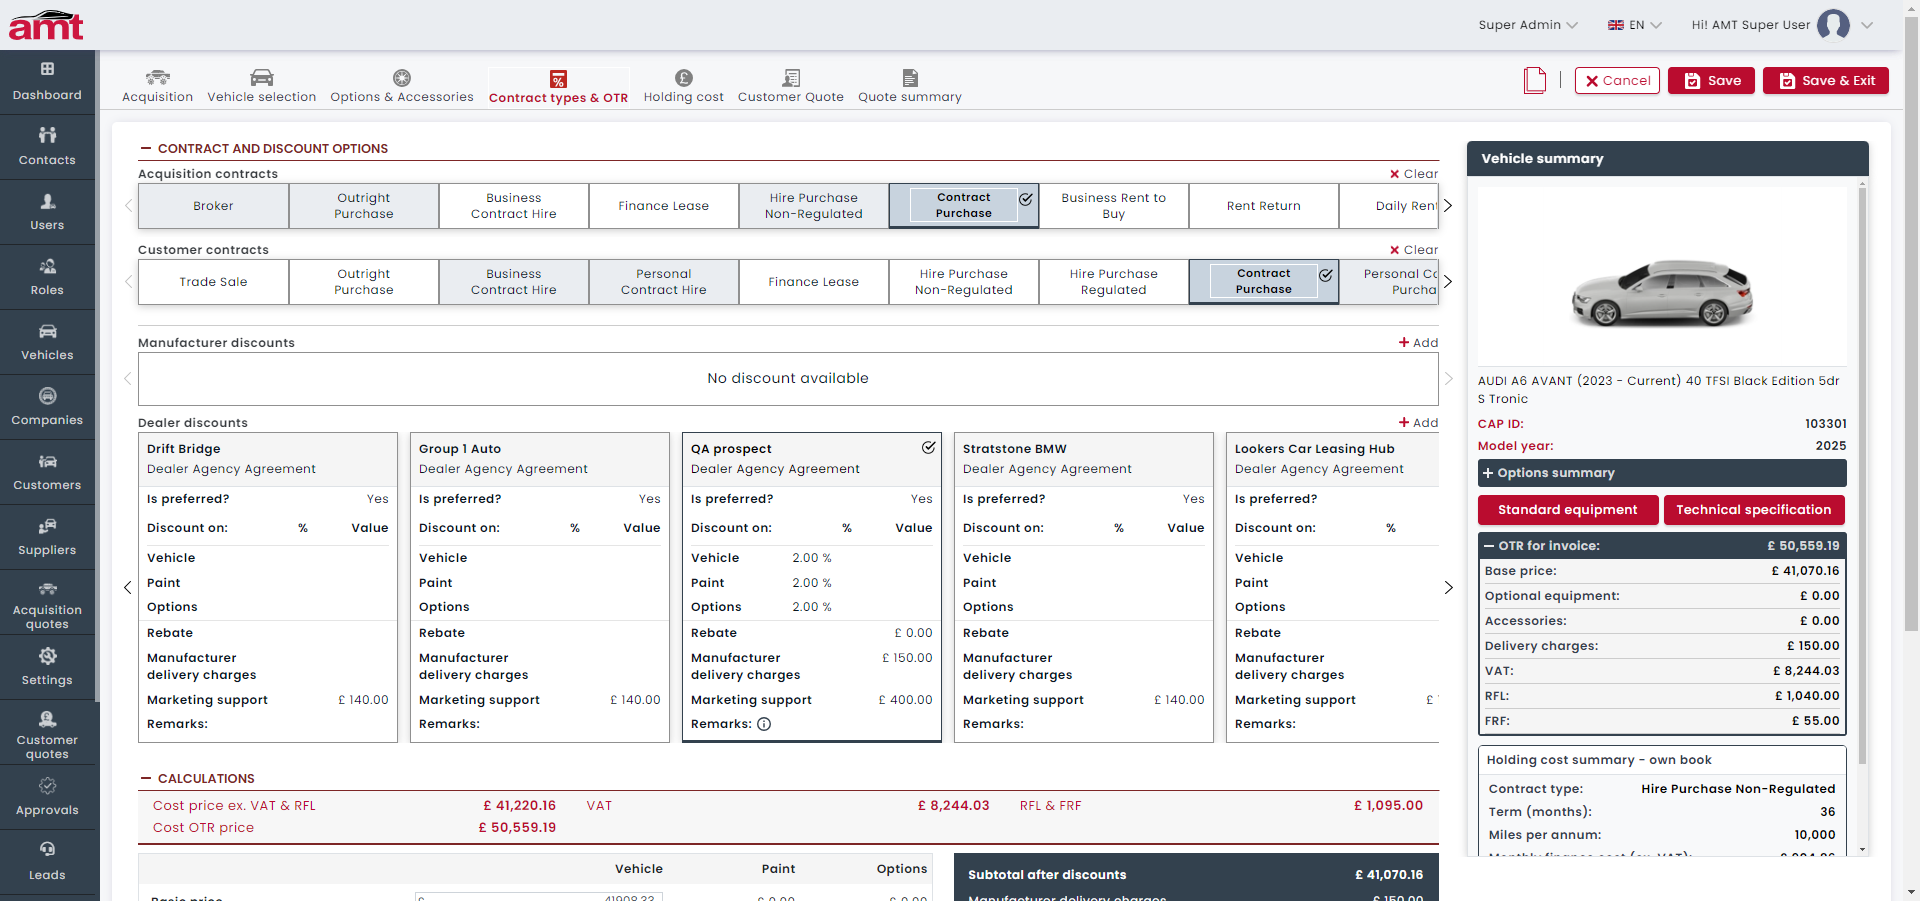 amt
Super Admin
EN
Hi! AMT Super User
Dashboard
Contacts
Users
Roles
Vehicles
Companies
Customers
Suppliers
Acquisition
quotes
Settings
Customer
quotes
Approvals
Leads
Acquisition
Vehicle selection
Options & Accessories
Contract types & OTR
Holding cost
Customer Quote
Quote summary
Cancel
Save
Save & Exit
CONTRACT AND DISCOUNT OPTIONS
Acquisition contracts
Clear
Broker
Outright
Purchase
Business
Contract Hire
Finance Lease
Hire Purchase
Non-Regulated
Contract
Purchase
Business Rent to
Buy
Rent Return
Daily Rent
Customer contracts
Clear
Trade Sale
Outright
Purchase
Business
Contract Hire
Personal
Contract Hire
Finance Lease
Hire Purchase
Non-Regulated
Hire Purchase
Regulated
Contract
Purchase
Personal Co
Purcha
Manufacturer discounts
+ Add
No discount available
Dealer discounts
+ Add
Drift Bridge
Dealer Agency Agreement
Is preferred? Yes
Discount on: % Value
Vehicle
Paint
Options
Rebate
Manufacturer
delivery charges
Marketing support £ 140.00
Remarks:
Group 1 Auto
Dealer Agency Agreement
Is preferred? Yes
Discount on: % Value
Vehicle
Paint
Options
Rebate
Manufacturer
delivery charges
Marketing support £ 140.00
Remarks:
QA prospect
Dealer Agency Agreement
Is preferred? Yes
Discount on: % Value
Vehicle 2.00 %
Paint 2.00 %
Options 2.00 %
Rebate £ 0.00
Manufacturer £ 150.00
delivery charges
Marketing support £ 400.00
Remarks:
Stratstone BMW
Dealer Agency Agreement
Is preferred? Yes
Discount on: % Value
Vehicle
Paint
Options
Rebate
Manufacturer
delivery charges
Marketing support £ 140.00
Remarks:
Lookers Car Leasing Hub
Dealer Agency Agreement
Is preferred?
Discount on: %
Vehicle
Paint
Options
Rebate
Manufacturer
delivery charges
Marketing support £
Remarks:
CALCULATIONS
Cost price ex. VAT & RFL £ 41,220.16 VAT £ 8,244.03 RFL & FRF £ 1,095.00
Cost OTR price £ 50,559.19
Vehicle Paint Options
Basic price £ 41908.33 £ 0.00 £ 0.00
Subtotal after discounts £ 41,070.16
Manufacturer delivery charges £ 150.00
Vehicle summary
AUDI A6 AVANT (2023 - Current) 40 TFSI Black Edition 5dr
S Tronic
CAP ID: 103301
Model year: 2025
+ Options summary
Standard equipment
Technical specification
OTR for invoice: £ 50,559.19
Base price: £ 41,070.16
Optional equipment: £ 0.00
Accessories: £ 0.00
Delivery charges: £ 150.00
VAT: £ 8,244.03
RFL: £ 1,040.00
FRF: £ 55.00
Holding cost summary - own book
Contract type: Hire Purchase Non-Regulated
Term (months): 36
Miles per annum: 10,000
Monthly finance cost (ex. VAT):